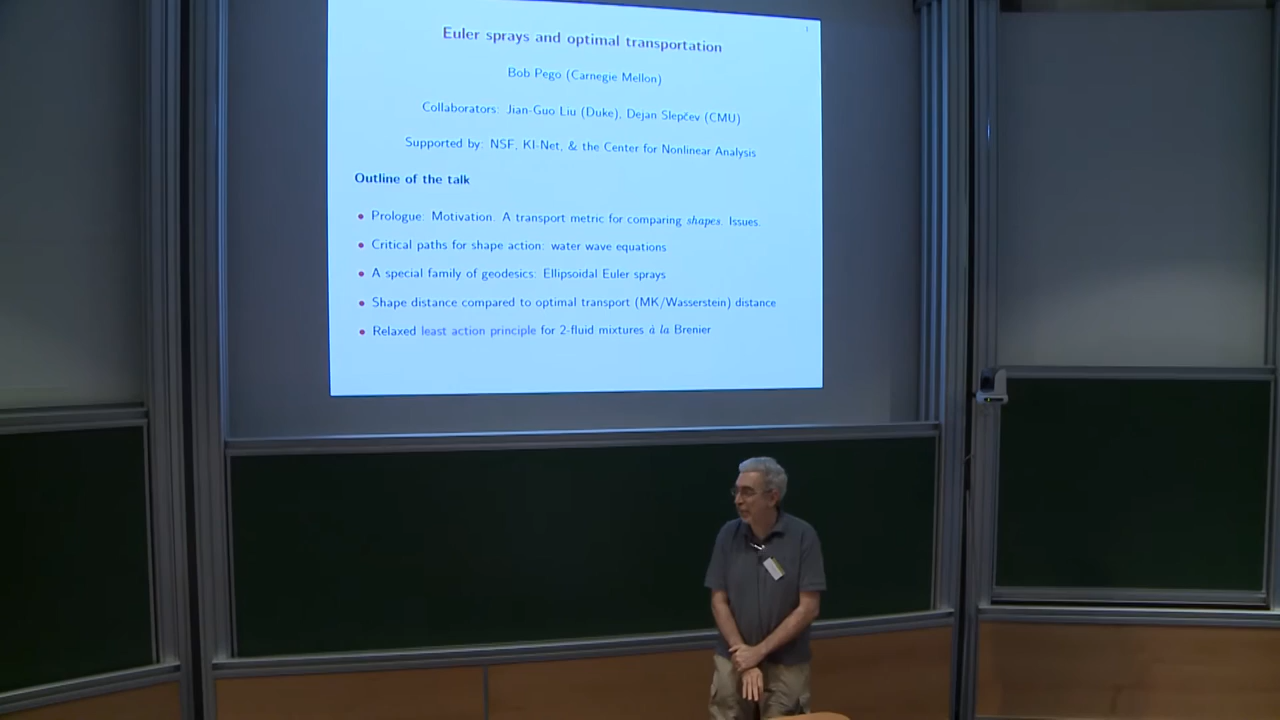 1
Euler sprays and optimal transportation
Bob Pego (Carnegie Mellon)
Collaborators: Jian-Guo Liu (Duke), Dejan Slepčev (CMU)
Supported by: NSF, KI-Net, & the Center for Nonlinear Analysis
Outline of the talk
• Prologue: Motivation. A transport metric for comparing shapes. Issues.
• Critical paths for shape action: water wave equations
• A special family of geodesics: Ellipsoidal Euler sprays
• Shape distance compared to optimal transport (MK/Wasserstein) distance
• Relaxed least action principle for 2-fluid mixtures à la Brenier